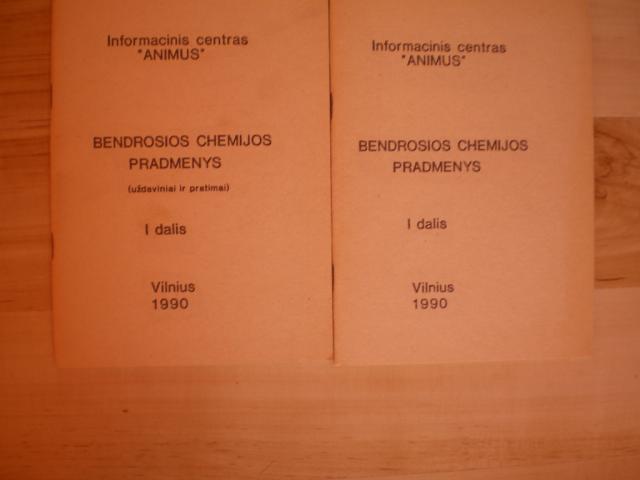 Informacinis centras
"ANIMUS"
BENDROSIOS CHEMIJOS
PRADMENYS
(uždaviniai ir pratimai)
I dalis
Vilnius
1990
Informacinis centras
"ANIMUS"
BENDROSIOS CHEMIJOS
PRADMENYS
I dalis
Vilnius
1990